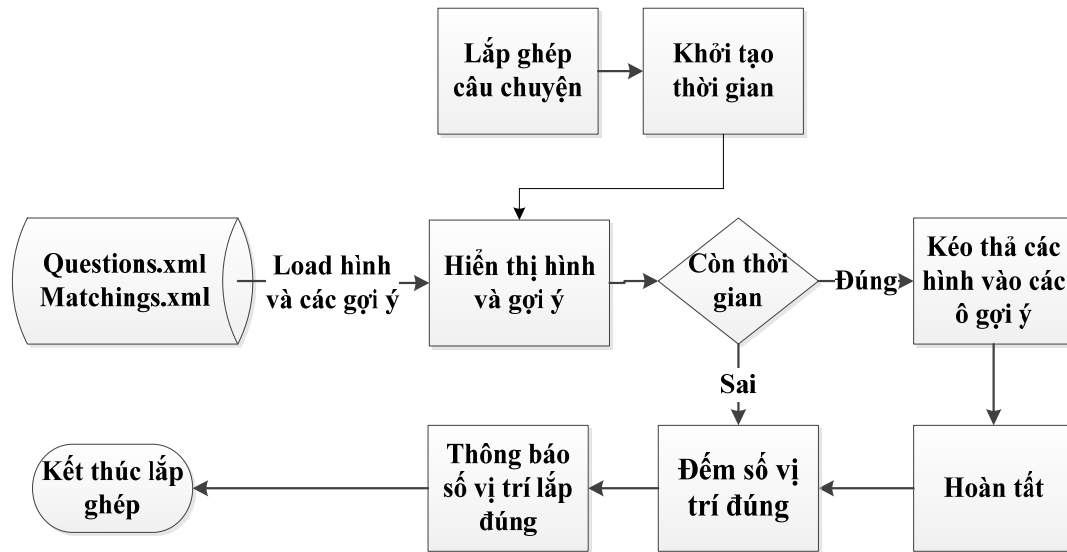 Lắp ghép
câu chuyện
Khởi tạo
thời gian
Questions.xml
Matchings.xml
Load hình
và các gợi ý
Hiển thị hình
và gợi ý
Còn thời
gian
Đúng
Kéo thả các
hình vào các
ô gợi ý
Sai
Kết thúc lắp
ghép
Thông báo
số vị trí lắp
đúng
Đếm số vị
trí đúng
Hoàn tất